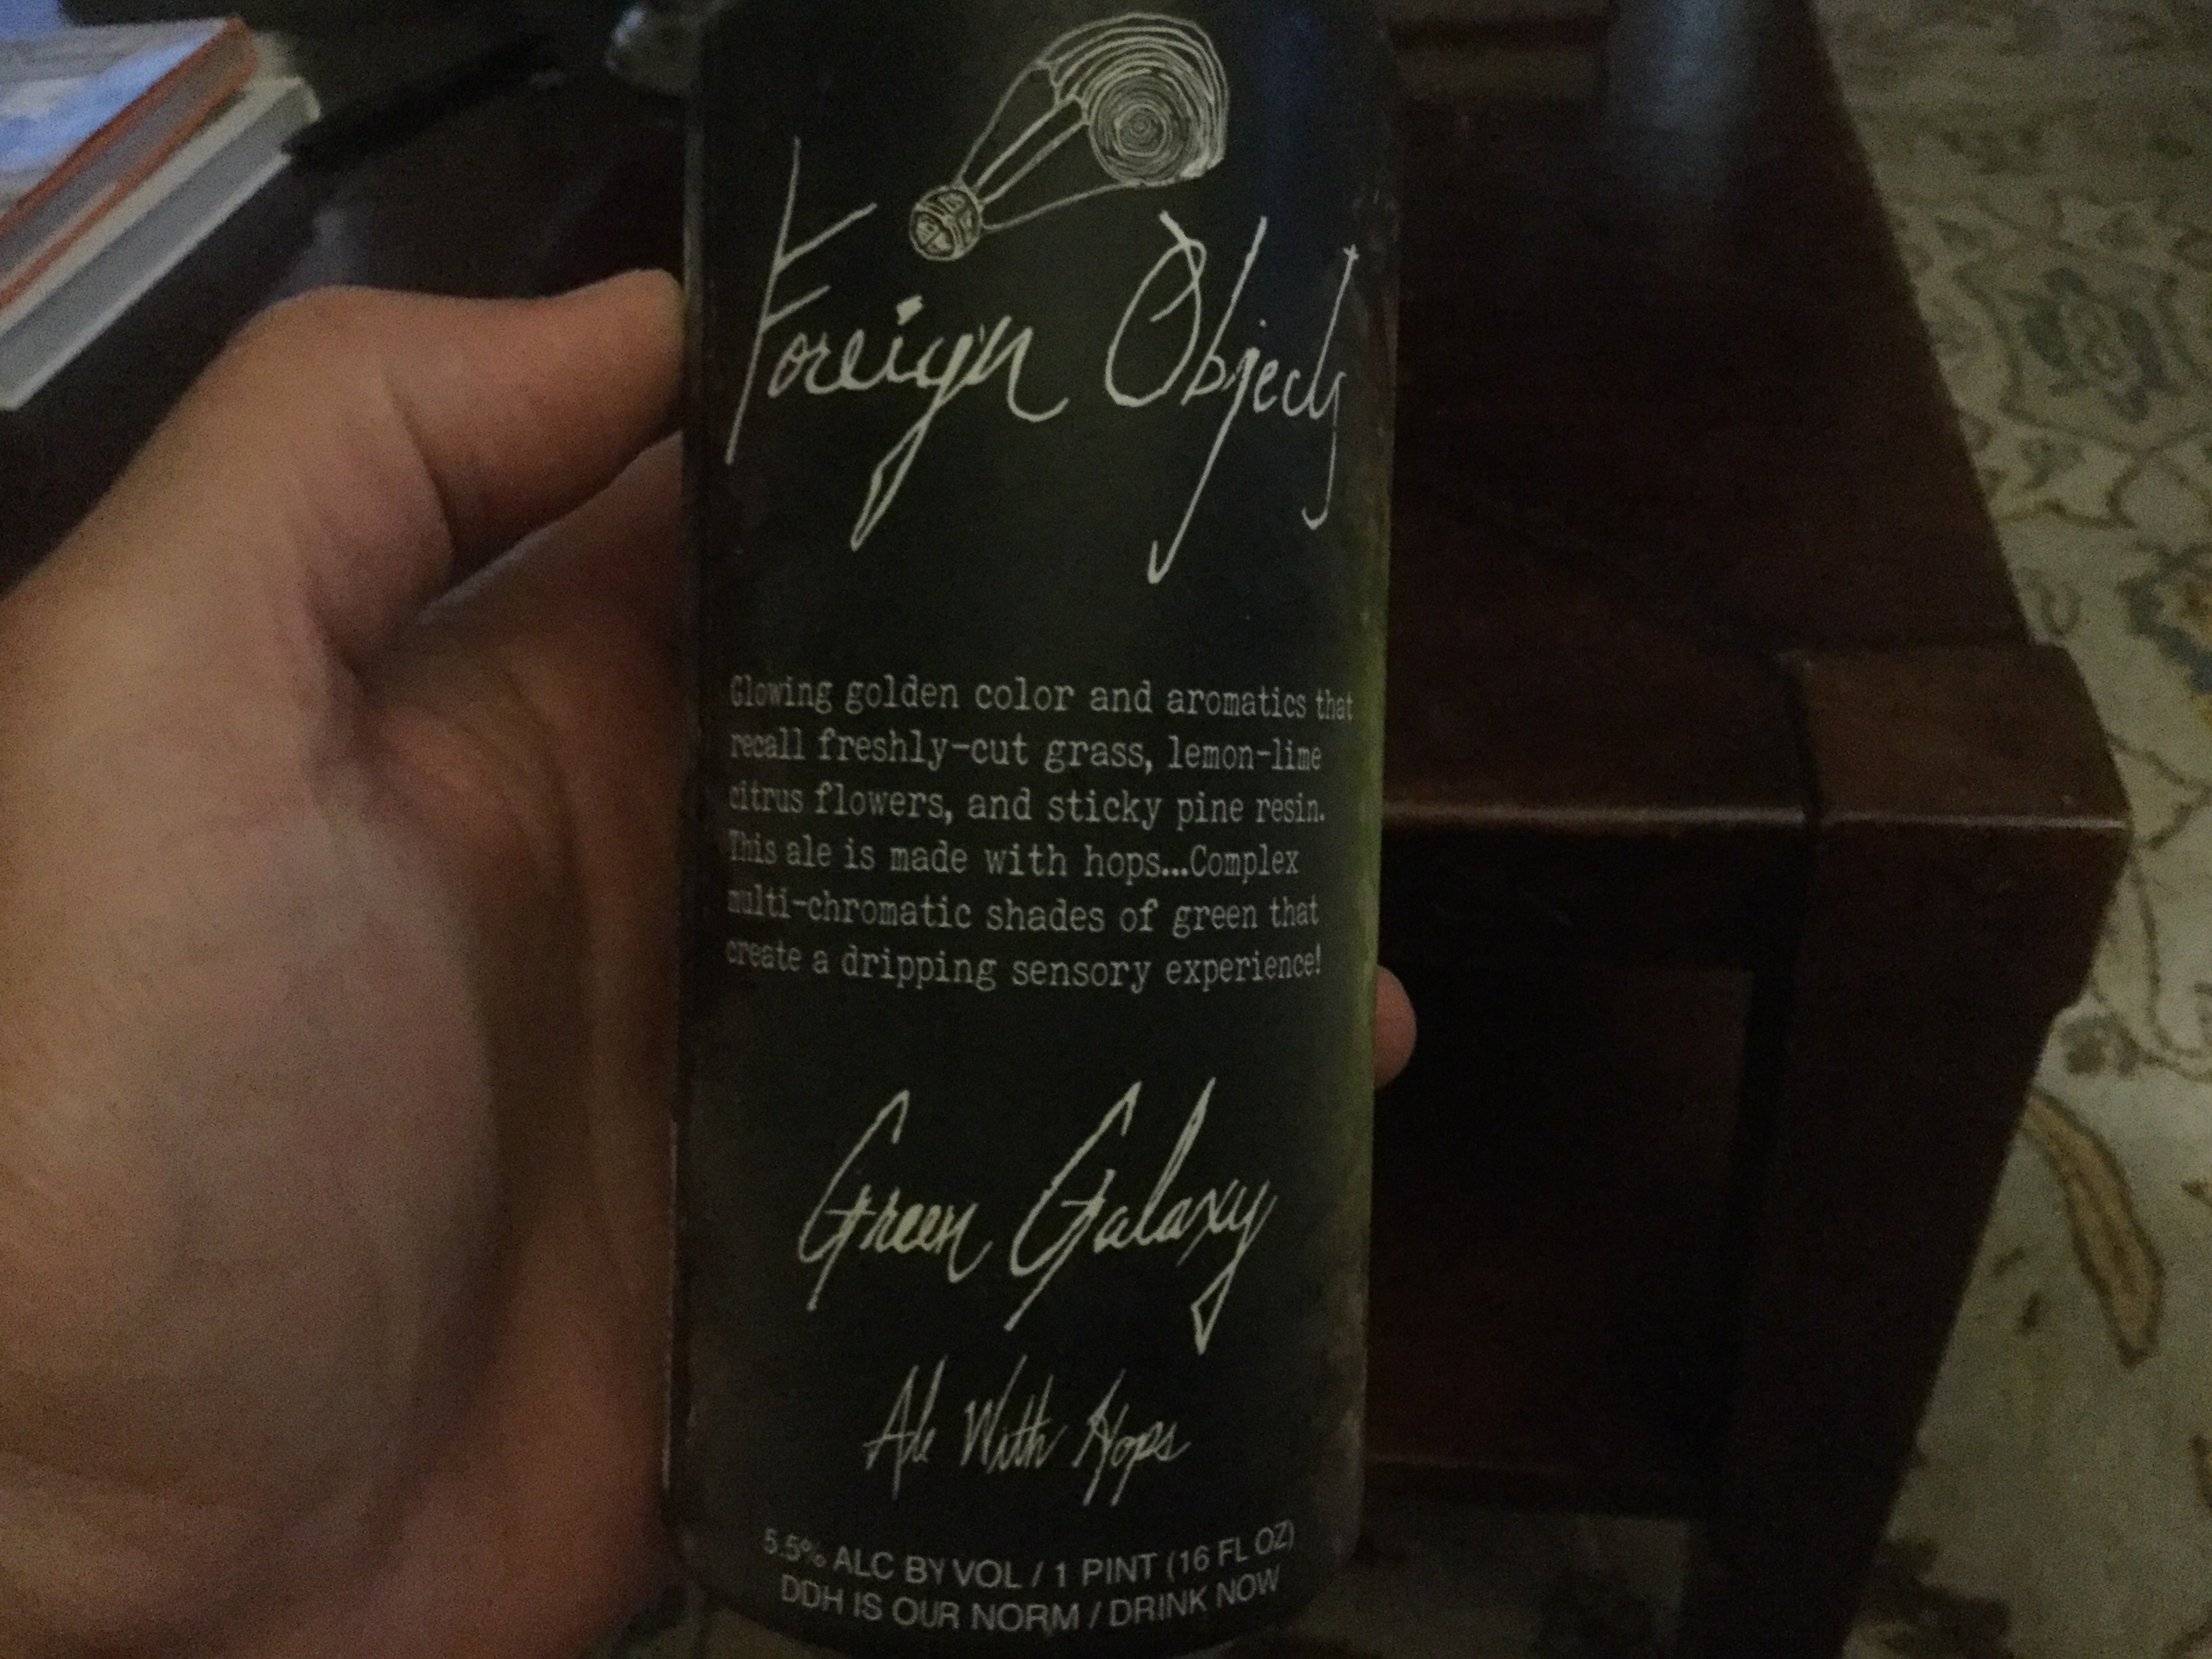 Foreign Objects
Glowing golden color and aromatics that
recall freshly-cut grass, lemon-lime
citrus flowers, and sticky pine resin.
This ale is made with hops...Complex
multi-chromatic shades of green that
create a dripping sensory experience!
Green Galaxy
Ale With Hops
5.5% ALC BY VOL / 1 PINT (16 FL OZ)
DDH IS OUR NORM / DRINK NOW